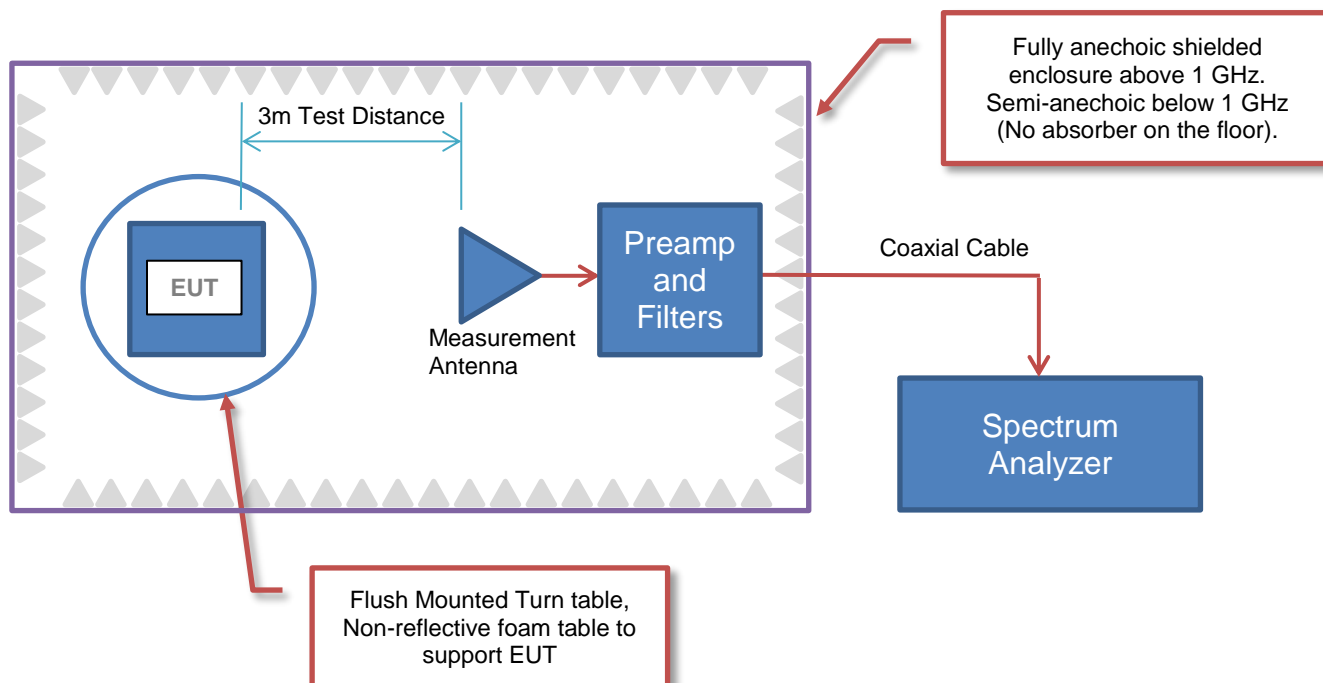 Fully anechoic shielded
enclosure above 1 GHz.
Semi-anechoic below 1 GHz
(No absorber on the floor).
3m Test Distance
EUT
Measurement
Antenna
Preamp
and
Filters
Coaxial Cable
Spectrum
Analyzer
Flush Mounted Turn table,
Non-reflective foam table to
support EUT